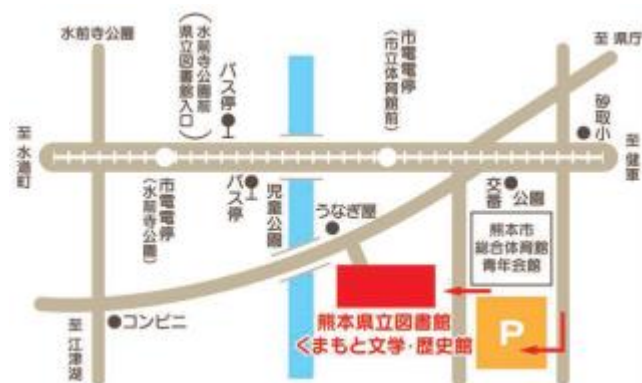 水前寺公園
水前寺公園前
県立図書館入口
バス停
市電電停
(市立体育館前)
至 県庁
砂取小
至 水道町
至 健軍
市電電停
(水前寺公園)
バス停
児童公園
うなぎ屋
交番
公園
熊本市
総合体育館
青年会館
コンビニ
至 江津湖
熊本県立図書館
くまもと文学・歴史館
P